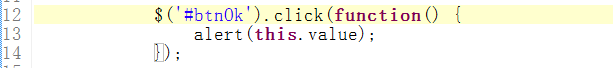 12 $('#btnOk').click(function() {
13 alert(this.value);
14 });